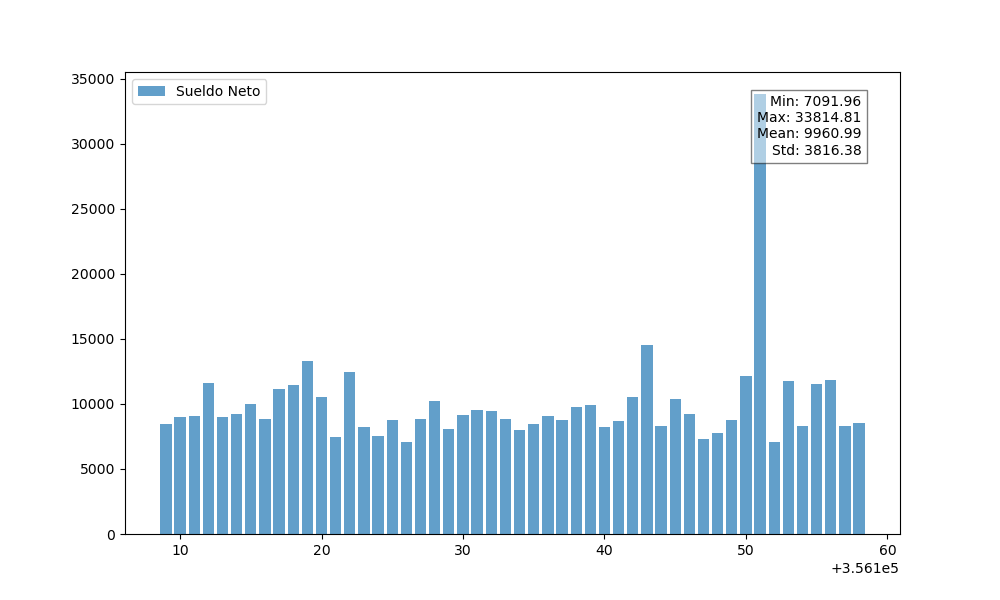 35000
30000
25000
20000
15000
10000
5000
0
Sueldo Neto
Min: 7091.96
Max: 33814.81
Mean: 9960.99
Std: 3816.38
10 20 30 40 50 60
+3.561e5